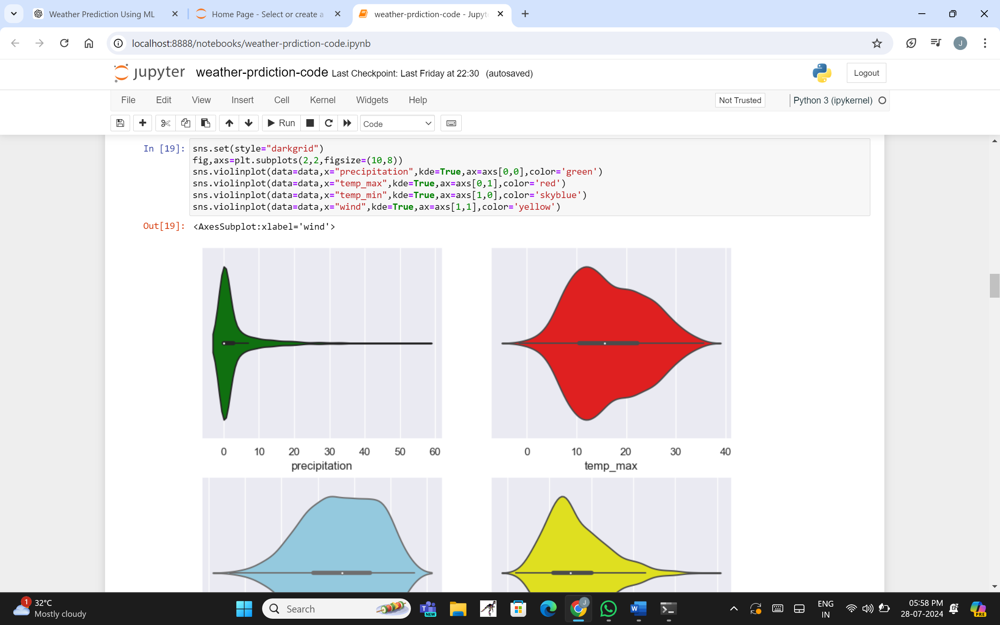 Weather Prediction Using ML
Home Page - Select or create a
weather-prdiction-code - Jupyte
localhost:8888/notebooks/weather-prdiction-code.ipynb
J
jupyter weather-prdiction-code Last Checkpoint: Last Friday at 22:30 (autosaved)
Logout
File Edit View Insert Cell Kernel Widgets Help
Not Trusted
Python 3 (ipykernel)
Run
Code
In [19]: sns.set(style="darkgrid")
fig,axs=plt.subplots(2,2,figsize=(10,8))
sns.violinplot(data=data,x="precipitation",kde=True,ax=axs[0,0],color='green')
sns.violinplot(data=data,x="temp_max",kde=True,ax=axs[0,1],color='red')
sns.violinplot(data=data,x="temp_min",kde=True,ax=axs[1,0],color='skyblue')
sns.violinplot(data=data,x="wind",kde=True,ax=axs[1,1],color='yellow')
Out[19]: <AxesSubplot:xlabel='wind'>
0 10 20 30 40 50 60
precipitation
0 10 20 30 40
temp_max
1
32°C
Mostly cloudy
Search
T
NEW
J
W
ENG
IN
05:58 PM
28-07-2024
PRE